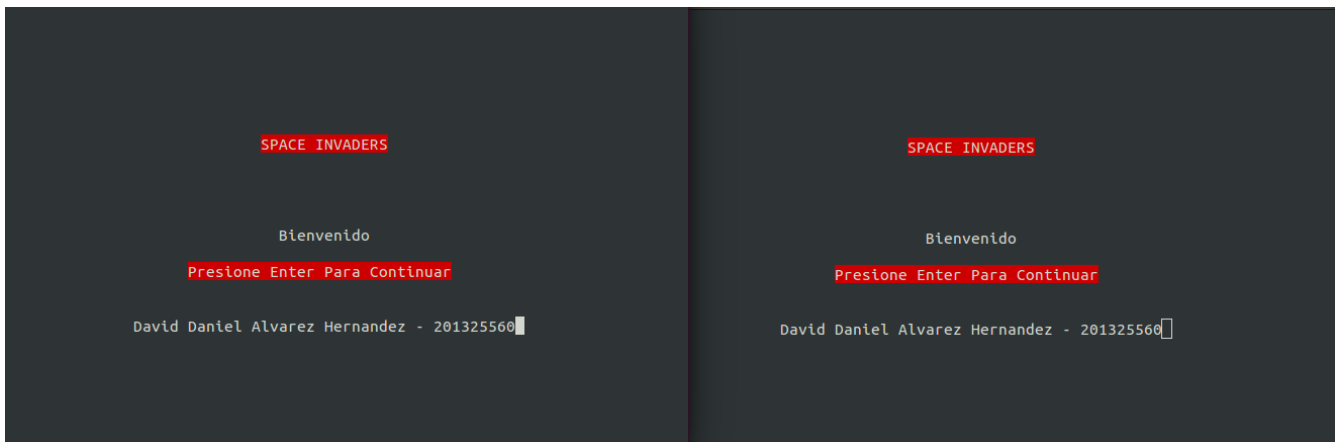 SPACE INVADERS
Bienvenido
Presione Enter Para Continuar
David Daniel Alvarez Hernandez - 201325560
SPACE INVADERS
Bienvenido
Presione Enter Para Continuar
David Daniel Alvarez Hernandez - 201325560